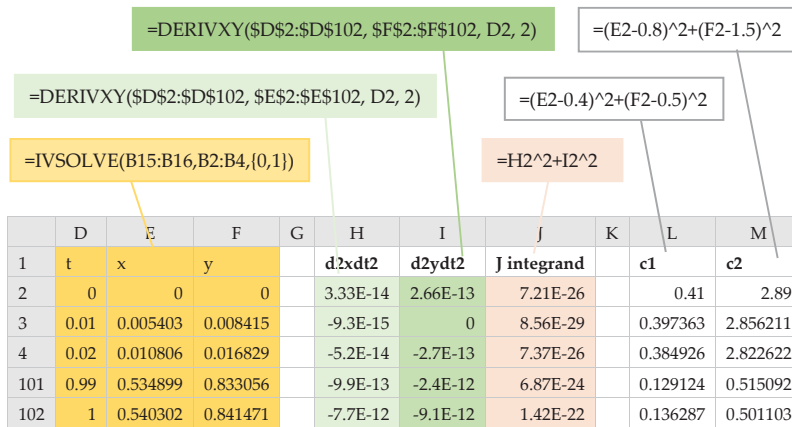 =DERIVXY($D$2:$D$102, $F$2:$F$102, D2, 2)
=(E2-0.8)^2+(F2-1.5)^2
=DERIVXY($D$2:$D$102, $E$2:$E$102, D2, 2)
=(E2-0.4)^2+(F2-0.5)^2
=IVSOLVE(B15:B16,B2:B4,{0,1})
=H2^2+I2^2
D E F G H I J K L M
1 t x y d2xdt2 d2ydt2 J integrand c1 c2
2 0 0 0 3.33E-14 2.66E-13 7.21E-26 0.41 2.89
3 0.01 0.005403 0.008415 -9.3E-15 0 8.56E-29 0.397363 2.856211
4 0.02 0.010806 0.016829 -5.2E-14 -2.7E-13 7.37E-26 0.384926 2.822622
101 0.99 0.534899 0.833056 -9.9E-13 -2.4E-12 6.87E-24 0.129124 0.515092
102 1 0.540302 0.841471 -7.7E-12 -9.1E-12 1.42E-22 0.136287 0.501103